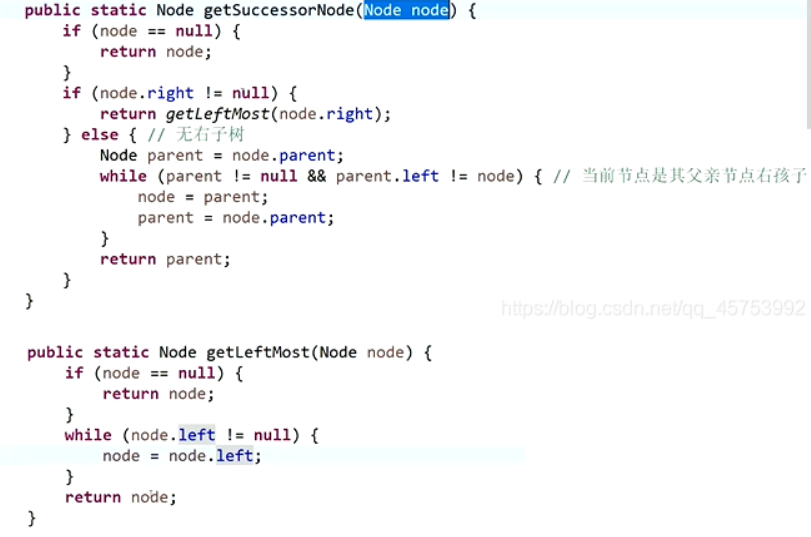 public static Node getSuccessorNode(Node node) {
if (node == null) {
return node;
}
if (node.right != null) {
return getLeftMost(node.right);
} else { // 无右子树
Node parent = node.parent;
while (parent != null && parent.left != node) { // 当前节点是其父亲节点右孩子
node = parent;
parent = node.parent;
}
return parent;
}
}
https://blog.csdn.net/qq_45753992
public static Node getLeftMost(Node node) {
if (node == null) {
return node;
}
while (node.left != null) {
node = node.left;
}
return node;
}